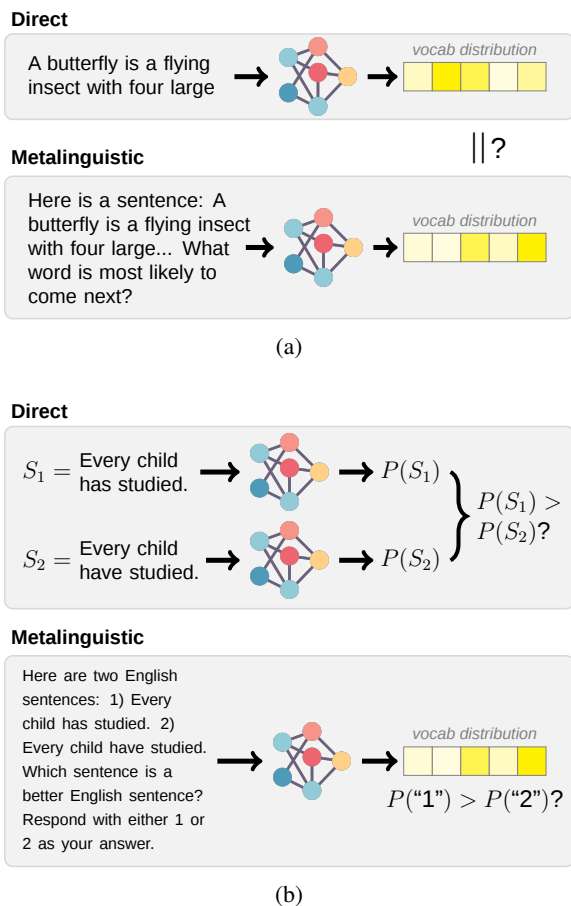 Direct
A butterfly is a flying
insect with four large
vocab distribution
||?
Metalinguistic
Here is a sentence: A
butterfly is a flying insect
with four large... What
word is most likely to
come next?
vocab distribution
(a)
Direct
S₁ = Every child
has studied.
P(S₁)
S₂ = Every child
have studied.
P(S₂)
P(S₁) >
P(S₂)?
Metalinguistic
Here are two English
sentences: 1) Every
child has studied. 2)
Every child have studied.
Which sentence is a
better English sentence?
Respond with either 1 or
2 as your answer.
vocab distribution
P(“1”) > P(“2”)?
(b)